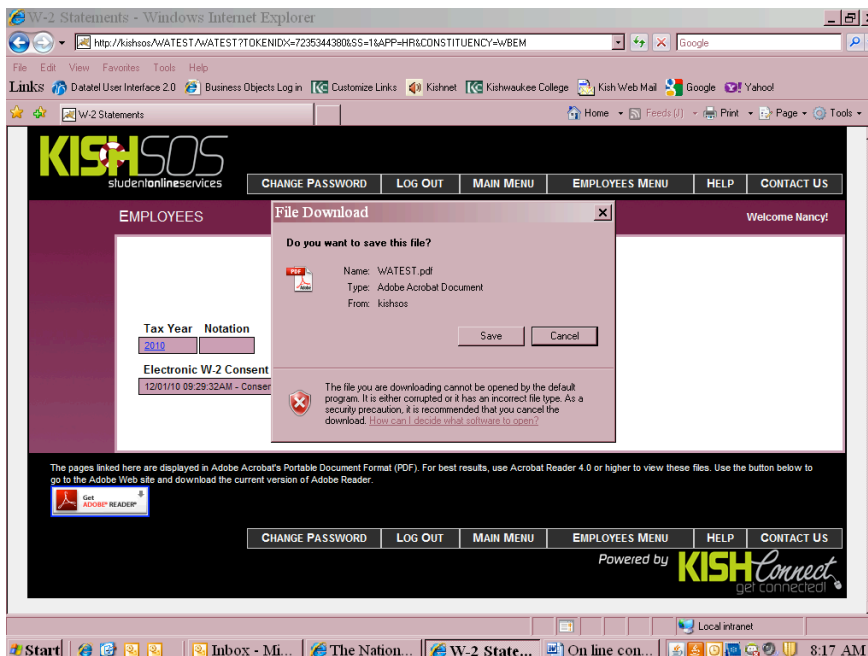 W-2 Statements - Windows Internet Explorer
http://kishsos/WATEST/WATEST?TOKENIDX=7235344380&SS=1&APP=HR&CONSTITUENCY=WBEM
Google
File Edit View Favorites Tools Help
Links Datatel User Interface 2.0 Business Objects Log in Customize Links Kishnet Kishwaukee College Kish Web Mail Google Yahoo!
W-2 Statements
Home Feeds (J) Print Page Tools
KISHSOS
studentonlineservices
CHANGE PASSWORD LOG OUT MAIN MENU EMPLOYEES MENU HELP CONTACT US
EMPLOYEES
Welcome Nancy!
File Download
Do you want to save this file?
PDF
Adobe
Name: WATEST.pdf
Type: Adobe Acrobat Document
From: kishsos
Save Cancel
The file you are downloading cannot be opened by the default
program. It is either corrupted or it has an incorrect file type. As a
security precaution, it is recommended that you cancel the
download. How can I decide what software to open?
Tax Year Notation
2010
Electronic W-2 Consent
12/01/10 09:29:32AM - Conser
The pages linked here are displayed in Adobe Acrobat's Portable Document Format (PDF). For best results, use Acrobat Reader 4.0 or higher to view these files. Use the button below to
go to the Adobe Web site and download the current version of Adobe Reader.
Get
ADOBE® READER®
CHANGE PASSWORD LOG OUT MAIN MENU EMPLOYEES MENU HELP CONTACT US
Powered by
KISH Connect
get connected!
Local intranet
Start Inbox - Mi... The Nation... W-2 State... On line con... 8:17 AM